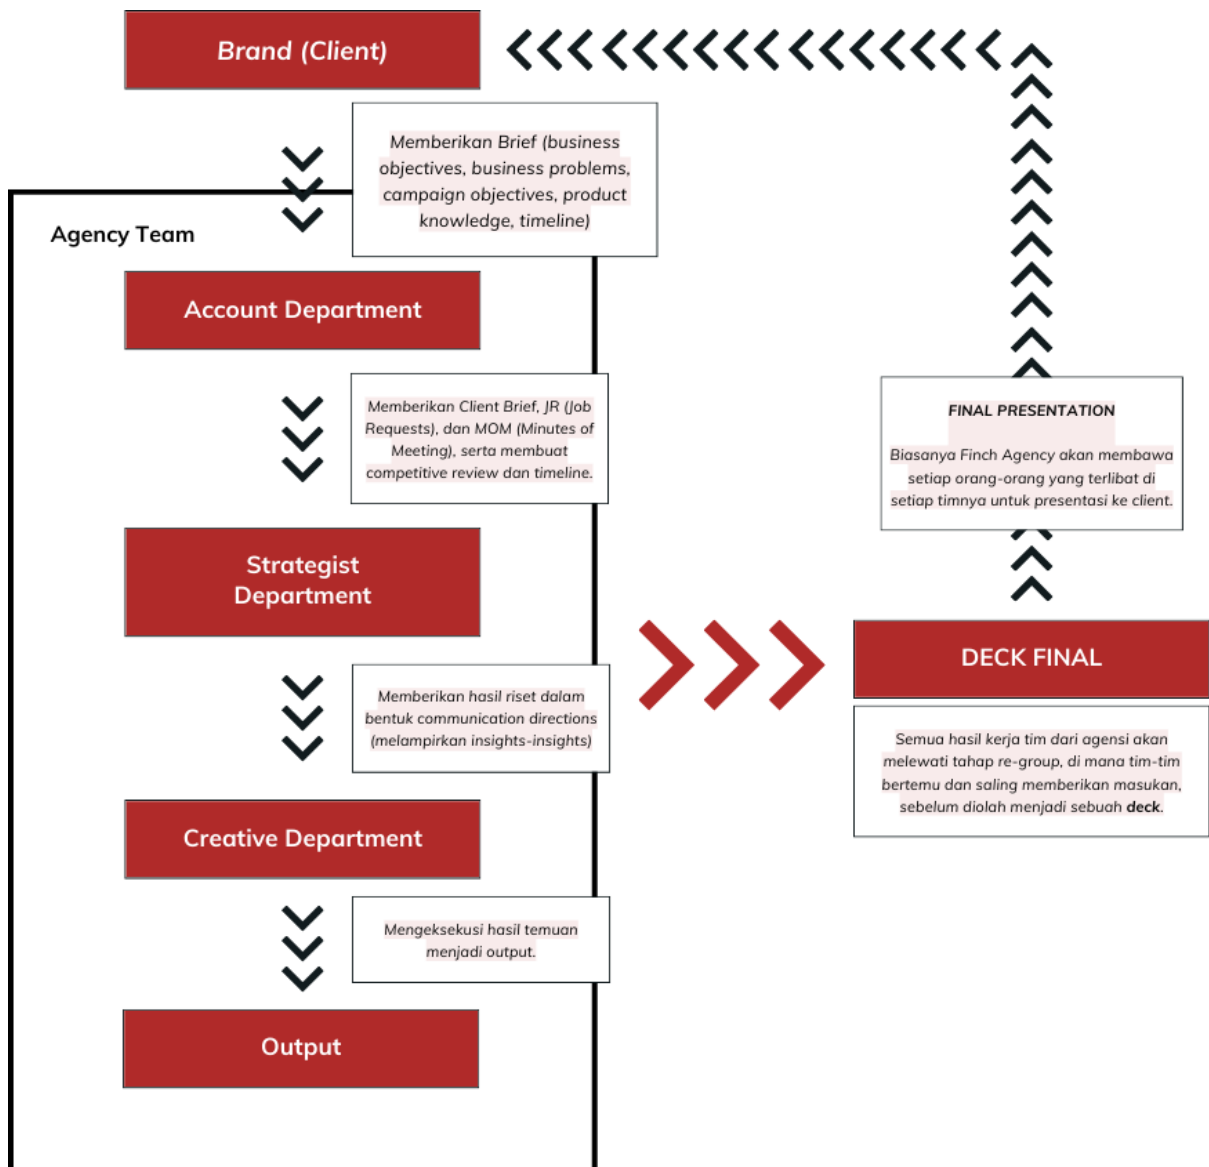 Brand (Client)
Memberikan Brief (business
objectives, business problems,
campaign objectives, product
knowledge, timeline)
Agency Team
Account Department
Memberikan Client Brief, JR (Job
Requests), dan MOM (Minutes of
Meeting), serta membuat
competitive review dan timeline.
Strategist
Department
Memberikan hasil riset dalam
bentuk communication directions
(melampirkan insights-insights)
Creative Department
Mengeksekusi hasil temuan
menjadi output.
Output
FINAL PRESENTATION
Biasanya Finch Agency akan membawa
setiap orang-orang yang terlibat di
setiap timnya untuk presentasi ke client.
DECK FINAL
Semua hasil kerja tim dari agensi akan
melewati tahap re-group, di mana tim-tim
bertemu dan saling memberikan masukan,
sebelum diolah menjadi sebuah deck.